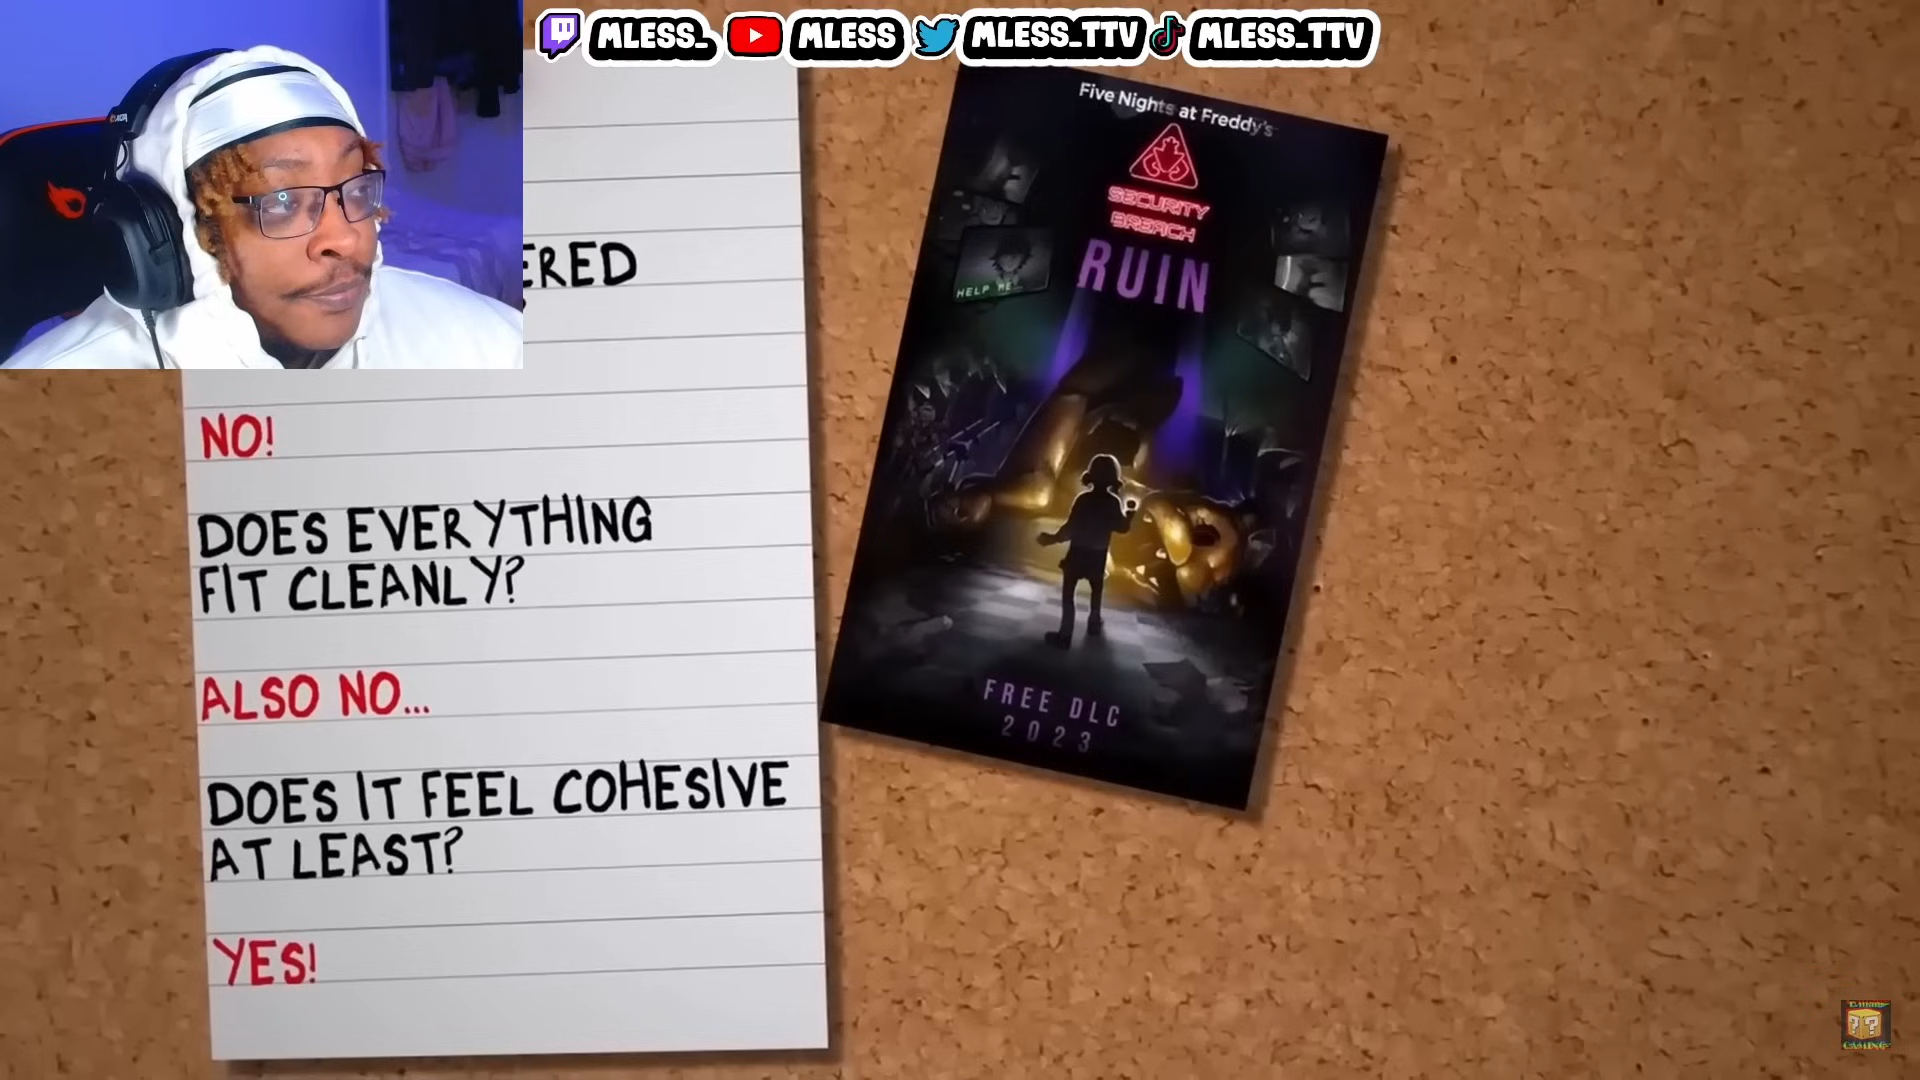 MLESS_ MLESS MLESS_TTV MLESS_TTV
ERED
NO!
DOES EVERYTHING
FIT CLEANLY?
ALSO NO...
DOES IT FEEL COHESIVE
AT LEAST?
YES!
Five Nights at Freddy's
SECURITY
BREACH
RUIN
HELP ME...
FREE DLC
2023